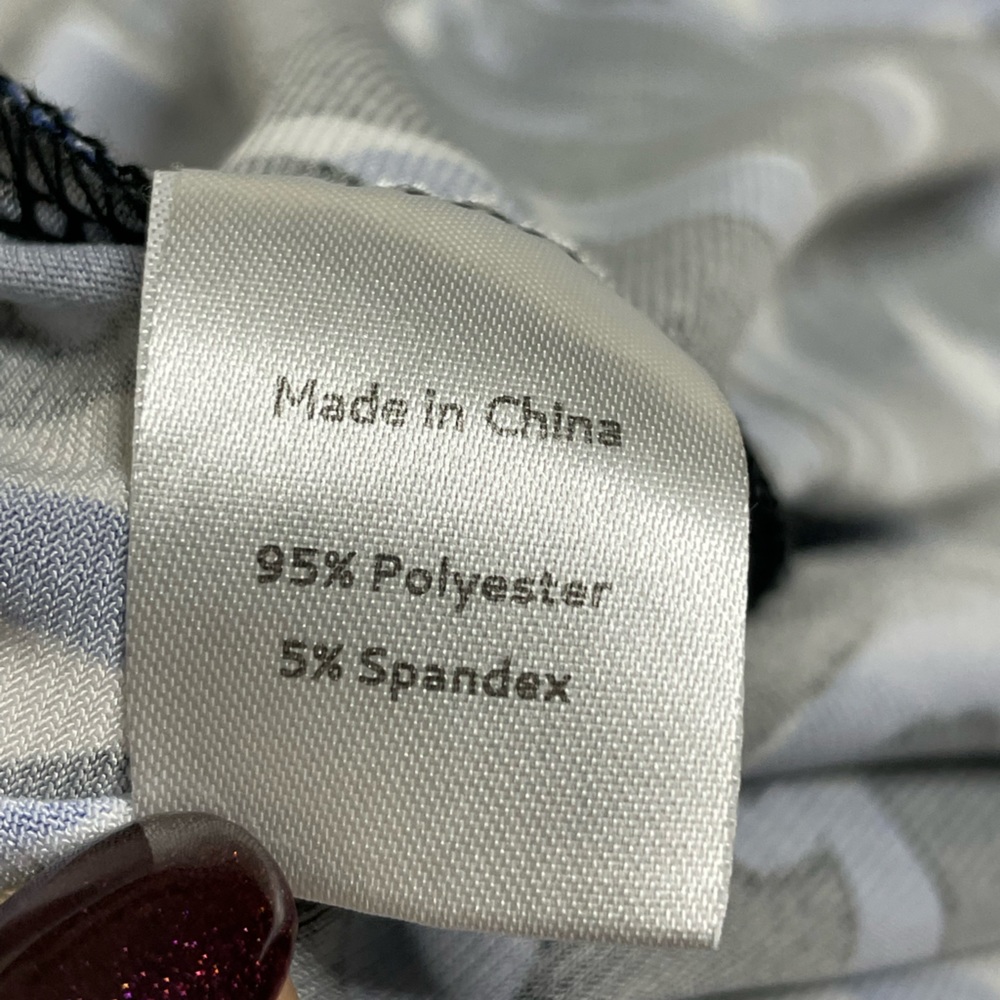 Made in China
95% Polyester
5% Spandex